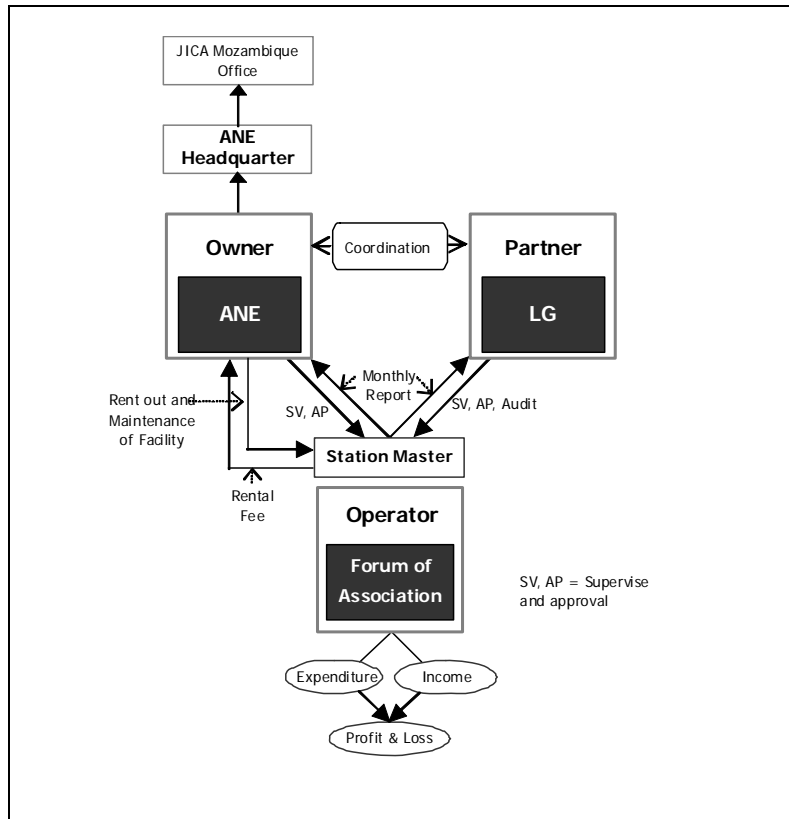 JICA Mozambique
Office
ANE
Headquarter
Owner
Coordination
Partner
ANE
LG
Monthly
Report
Rent out and
Maintenance
of Facility
SV, AP
SV, AP, Audit
Station Master
Rental
Fee
Operator
Forum of
Association
SV, AP = Supervise
and approval
Expenditure
Income
Profit & Loss